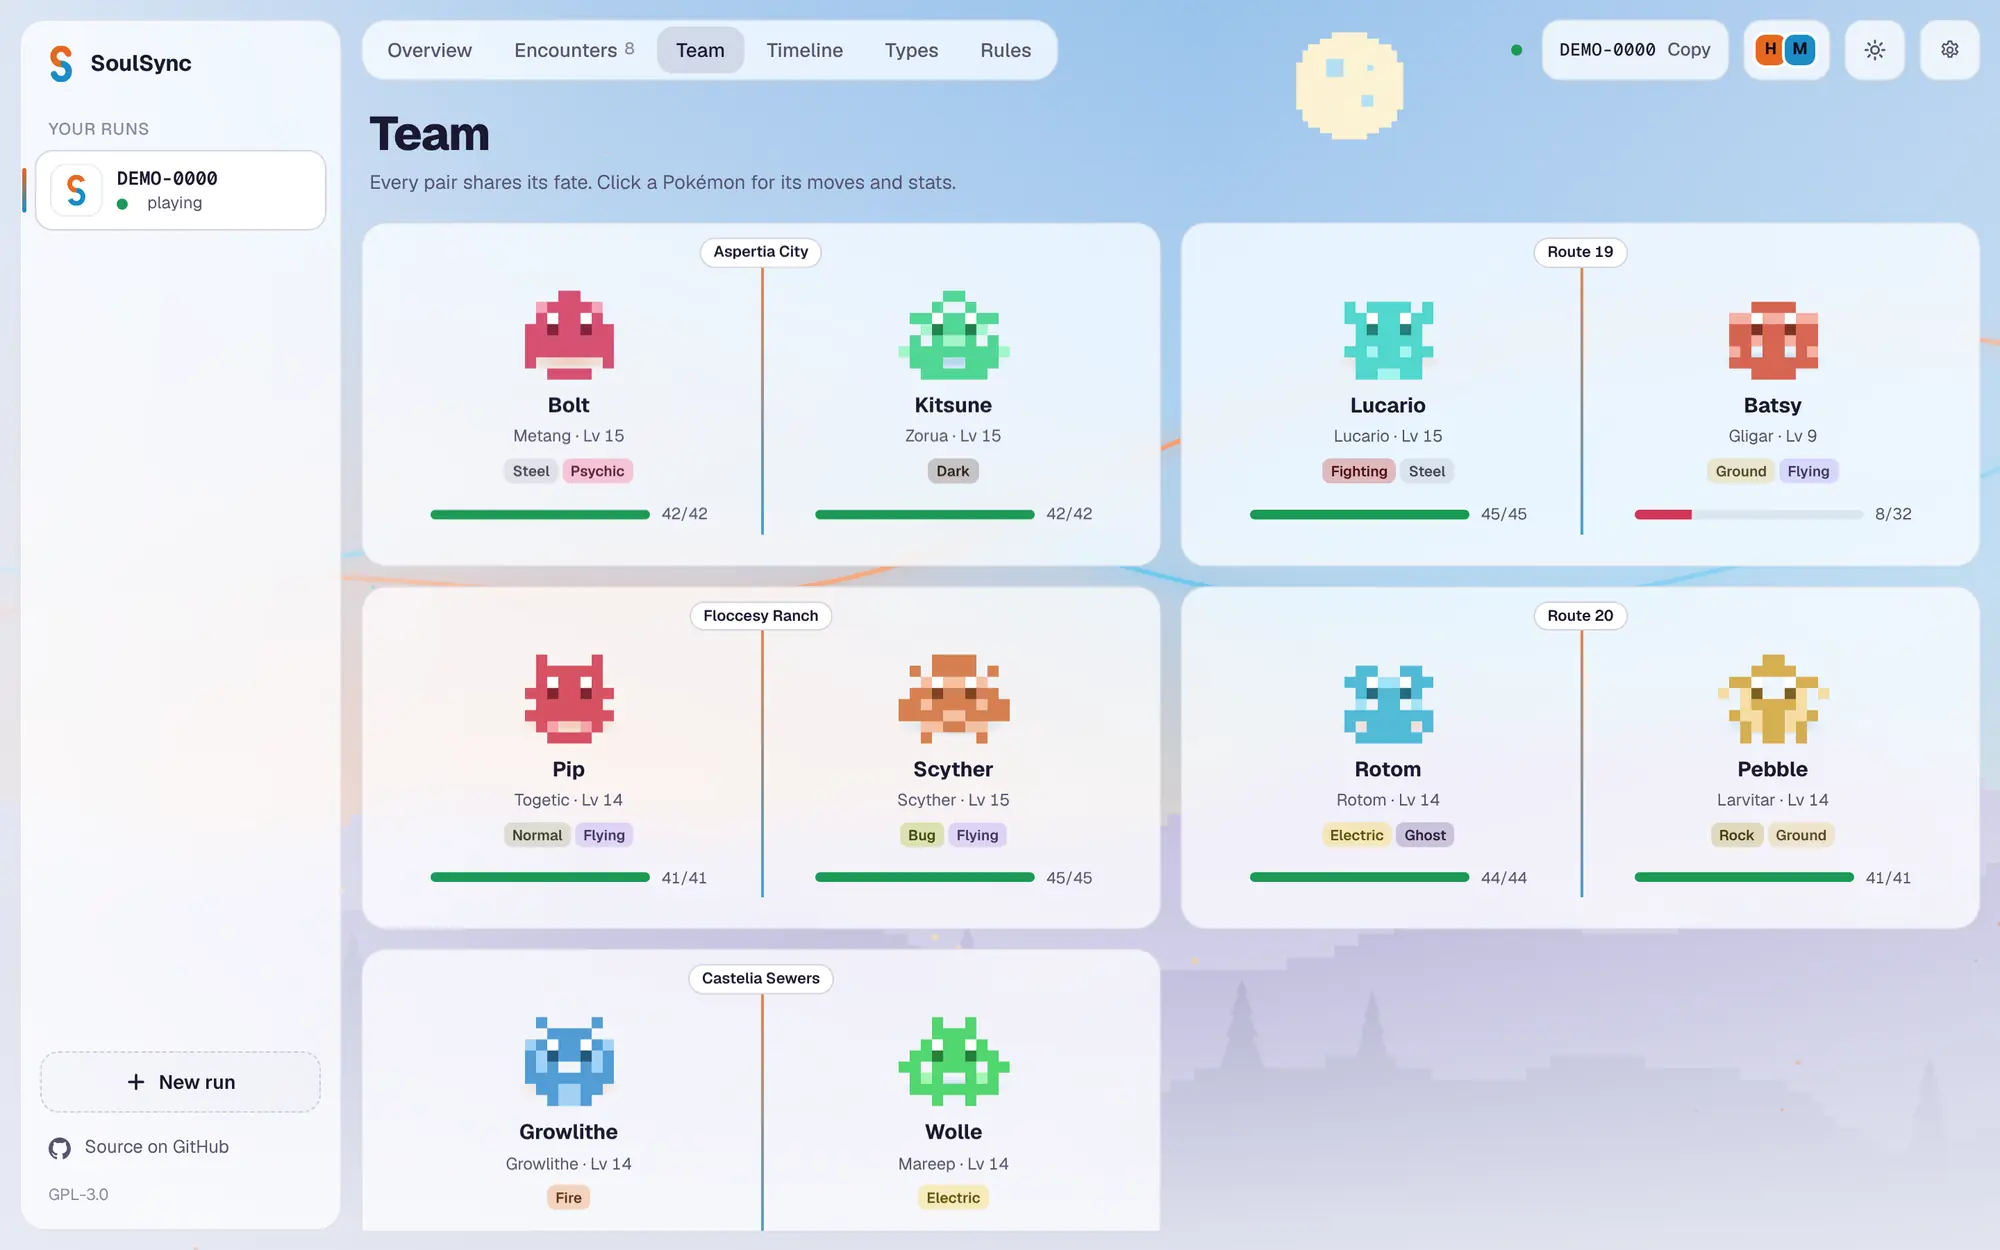 SoulSync
YOUR RUNS
DEMO-0000
playing
New run
Source on GitHub
GPL-3.0
Overview
Encounters 8
Team
Timeline
Types
Rules
DEMO-0000 Copy
H M
Team
Every pair shares its fate. Click a Pokémon for its moves and stats.
Aspertia City
Bolt
Metang · Lv 15
Steel Psychic
42/42
Kitsune
Zorua · Lv 15
Dark
42/42
Route 19
Lucario
Lucario · Lv 15
Fighting Steel
45/45
Batsy
Gligar · Lv 9
Ground Flying
8/32
Floccesy Ranch
Pip
Togetic · Lv 14
Normal Flying
41/41
Scyther
Scyther · Lv 15
Bug Flying
45/45
Route 20
Rotom
Rotom · Lv 14
Electric Ghost
44/44
Pebble
Larvitar · Lv 14
Rock Ground
41/41
Castelia Sewers
Growlithe
Growlithe · Lv 14
Fire
Wolle
Mareep · Lv 14
Electric